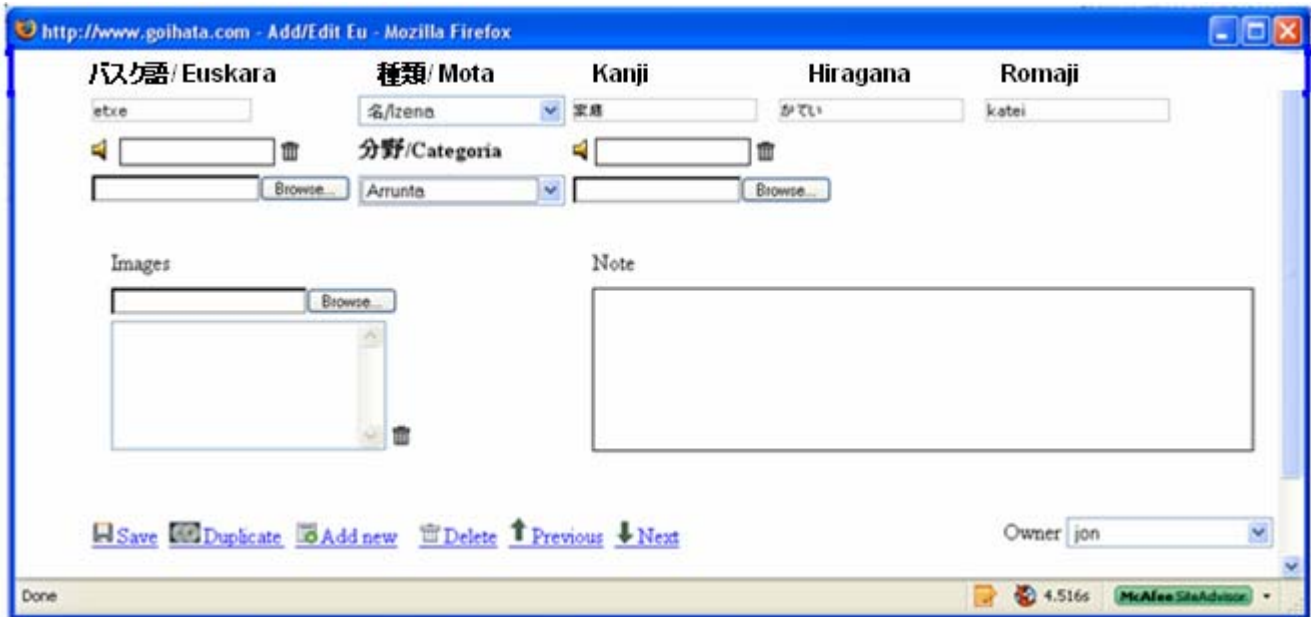 http://www.goihata.com - Add/Edit Eu - Mozilla Firefox
バスク語/ Euskara 種類/ Mota Kanji Hiragana Romaji
etxe 名/Izena 家庭 かてい katei
分野/Categoria
Browse... Arrunta Browse...
Images Note
Browse...
Save Duplicate Add new Delete Previous Next Owner jon
Done 4.516s McAfee SiteAdvisor